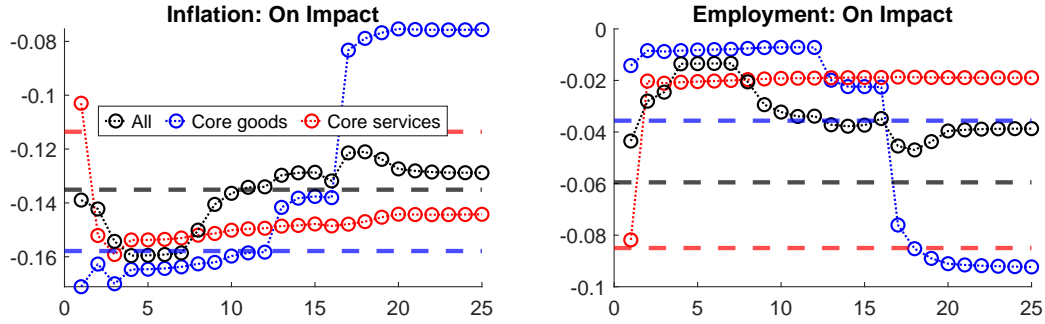 Inflation: On Impact
-0.08
-0.1
-0.12
-0.14
-0.16
0 5 10 15 20 25
All Core goods Core services
Employment: On Impact
0
-0.02
-0.04
-0.06
-0.08
-0.1
0 5 10 15 20 25